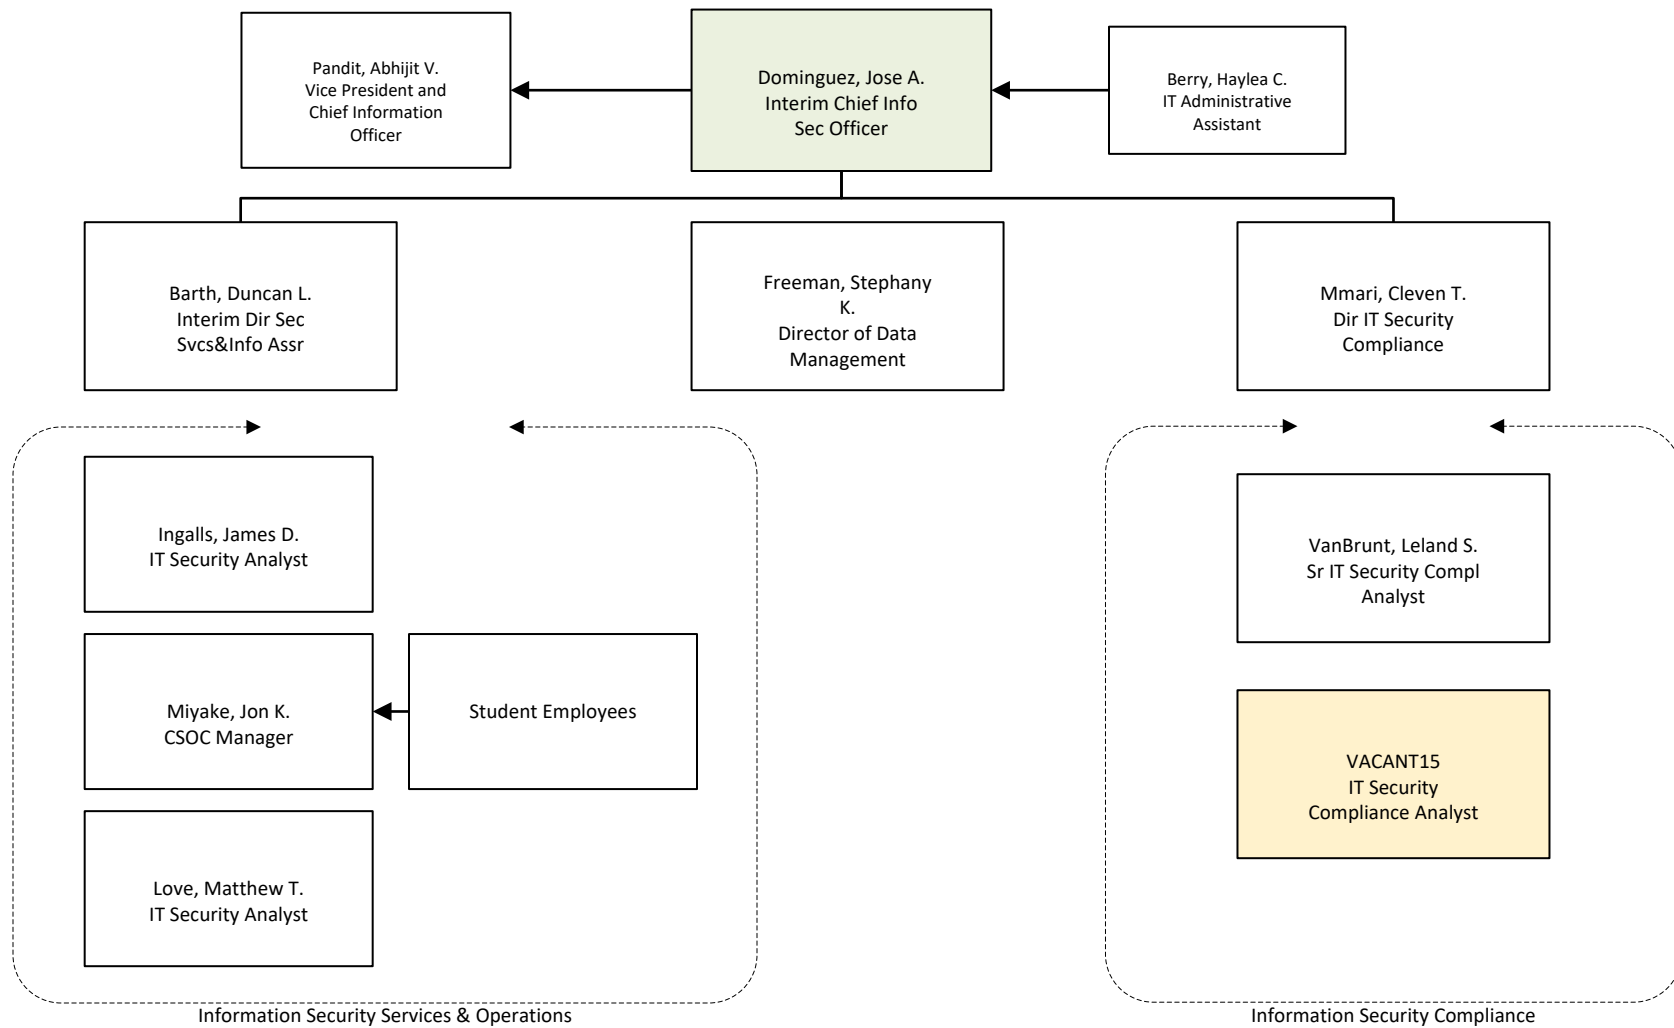 Pandit, Abhijit V.
Vice President and
Chief Information
Officer
Dominguez, Jose A.
Interim Chief Info
Sec Officer
Berry, Haylea C.
IT Administrative
Assistant
Barth, Duncan L.
Interim Dir Sec
Svcs&Info Assr
Freeman, Stephany
K.
Director of Data
Management
Mmari, Cleven T.
Dir IT Security
Compliance
Ingalls, James D.
IT Security Analyst
Miyake, Jon K.
CSOC Manager
Student Employees
Love, Matthew T.
IT Security Analyst
Information Security Services & Operations
VanBrunt, Leland S.
Sr IT Security Compl
Analyst
VACANT15
IT Security
Compliance Analyst
Information Security Compliance